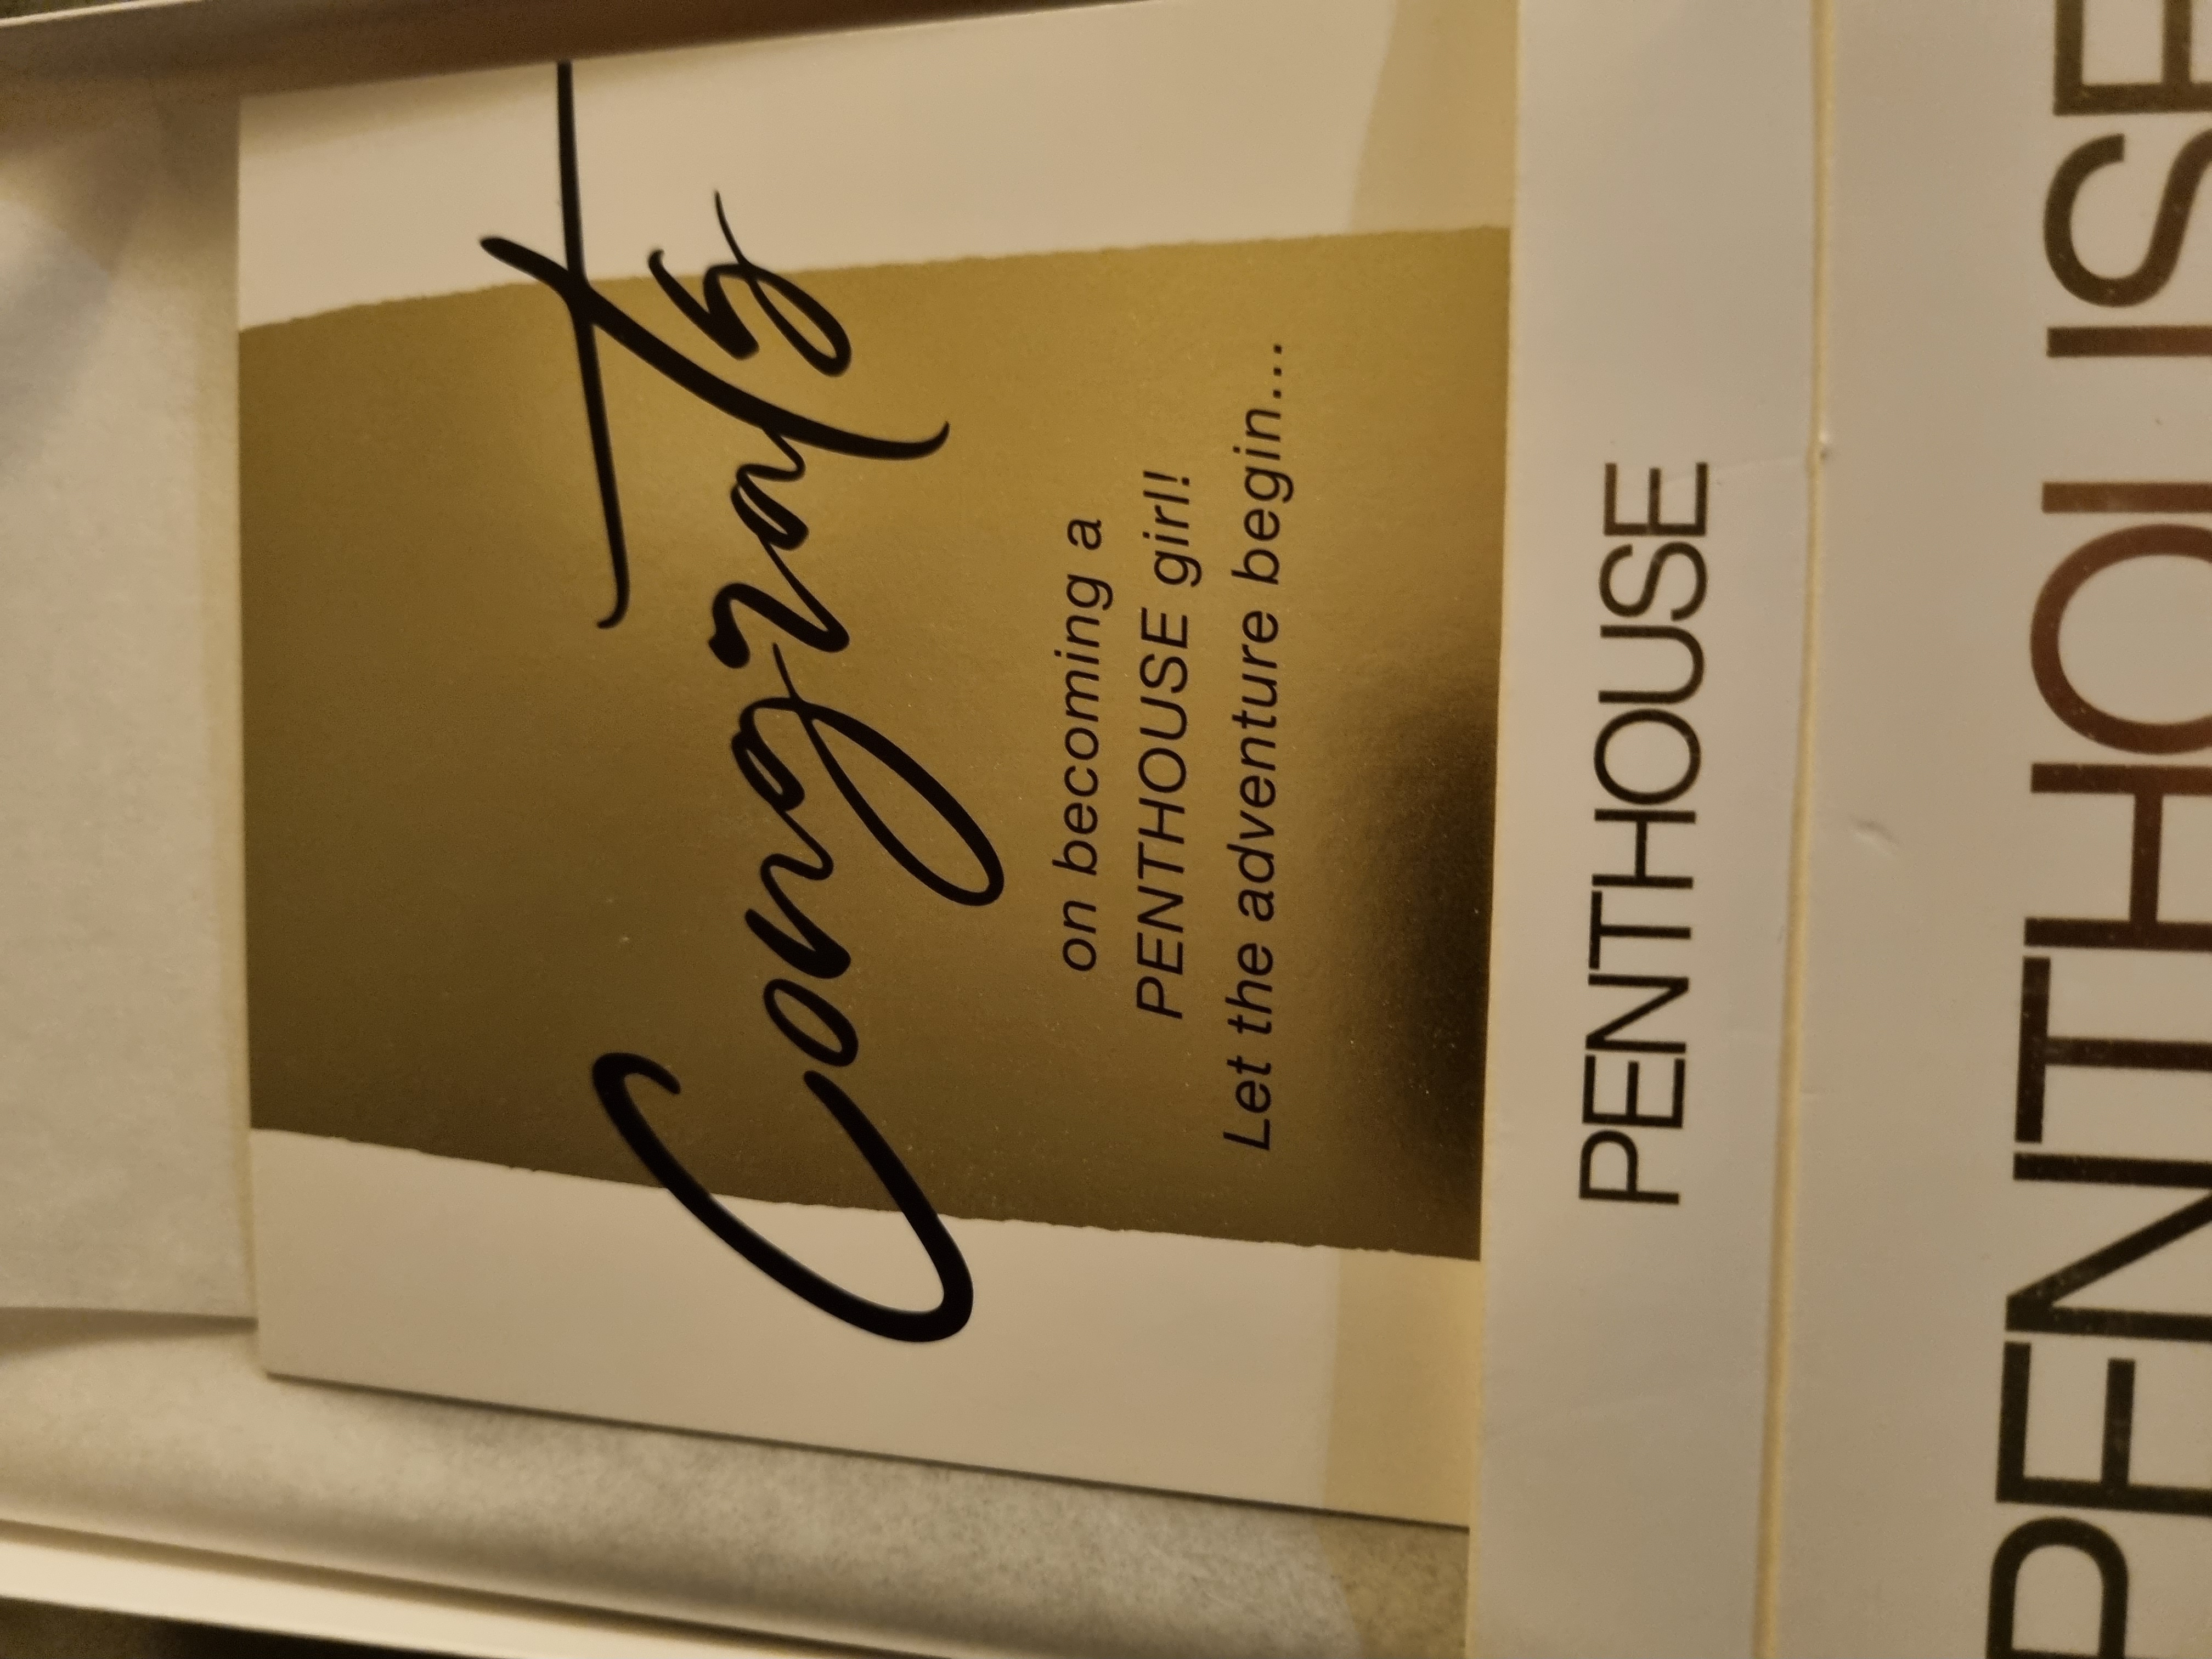 Congrats
on becoming a
PENTHOUSE girl!
Let the adventure begin...
PENTHOUSE
PENTHOUSE